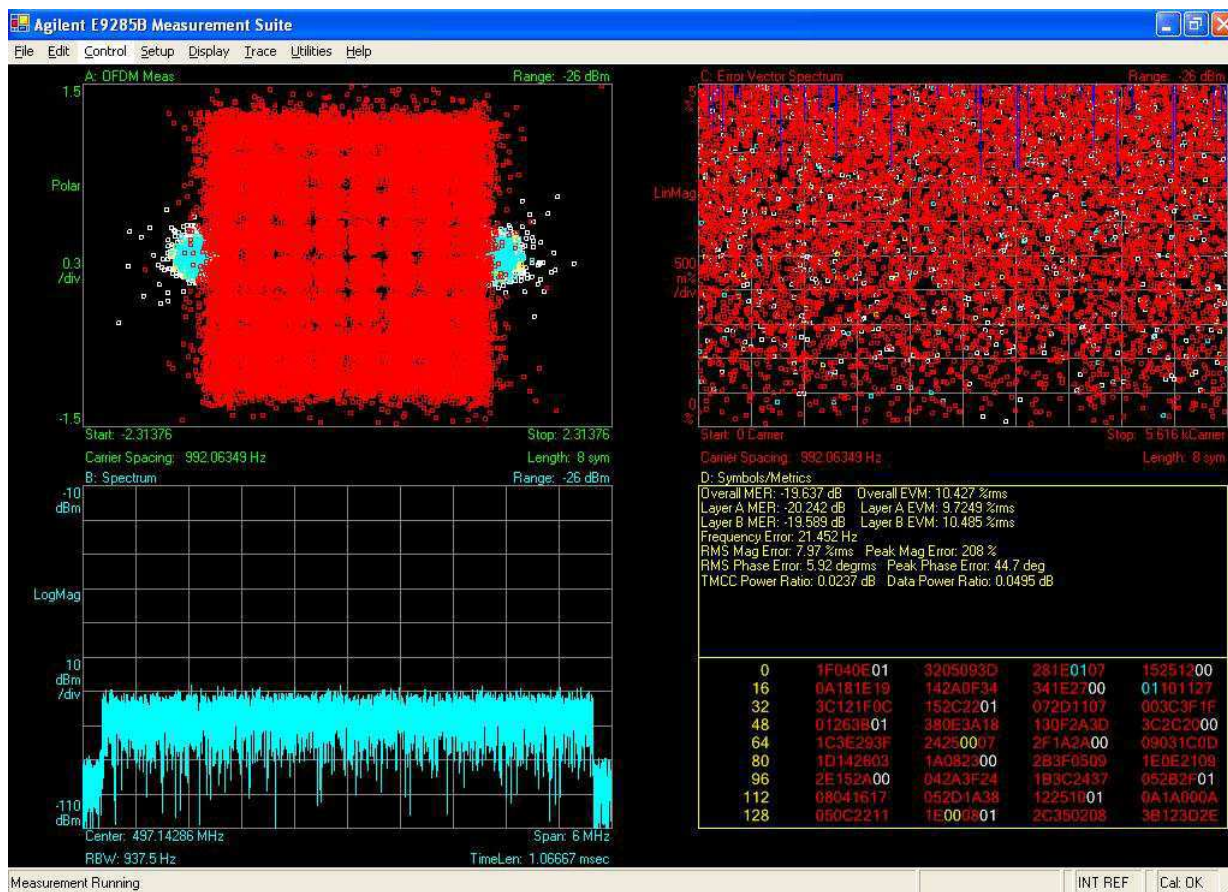 Agilent E9285B Measurement Suite
File Edit Control Setup Display Trace Utilities Help
A: OFDM Meas Range: -26 dBm
1.5
Polar
0.3
/div
-1.5
Start: -2.31376 Stop: 2.31376
Carrier Spacing: 992.06349 Hz Length: 8 sym
C: Error Vector Spectrum Range: -26 dBm
%
LinMag
500
m%
/div
0
%
Start: 0 Carrier Stop: 5.616 kCarrier
Carrier Spacing: 992.06349 Hz Length: 8 sym
B: Spectrum Range: -26 dBm
-10
dBm
LogMag
10
dBm
/div
-110
dBm
Center: 497.14286 MHz Span: 6 MHz
RBW: 937.5 Hz TimeLen: 1.06667 msec
D: Symbols/Metrics
Overall MER: -19.637 dB Overall EVM: 10.427 %rms
Layer A MER: -20.242 dB Layer A EVM: 9.7249 %rms
Layer B MER: -19.589 dB Layer B EVM: 10.485 %rms
Frequency Error: 21.452 Hz
RMS Mag Error: 7.97 %rms Peak Mag Error: 208 %
RMS Phase Error: 5.92 degrms Peak Phase Error: 44.7 deg
TMCC Power Ratio: 0.0237 dB Data Power Ratio: 0.0495 dB
0 1F040E01 3205093D 281E0107 15251200
16 0A181E19 142A0F34 341E2700 01101127
32 3C121F0C 152C2201 072D1107 003C3F1F
48 01263B01 380E3A18 130F2A3D 3C2C2000
64 1C3E293F 24250007 2F1A2A00 09031C0D
80 1D142603 1A082300 2B3F0509 1E0E2109
96 2E152A00 042A3F24 1B3C2437 052B2F01
112 08041617 052D1A38 12251001 0A1A000A
128 050C2211 1E000801 2C350208 3B123D2E
Measurement Running INT REF Cal: OK